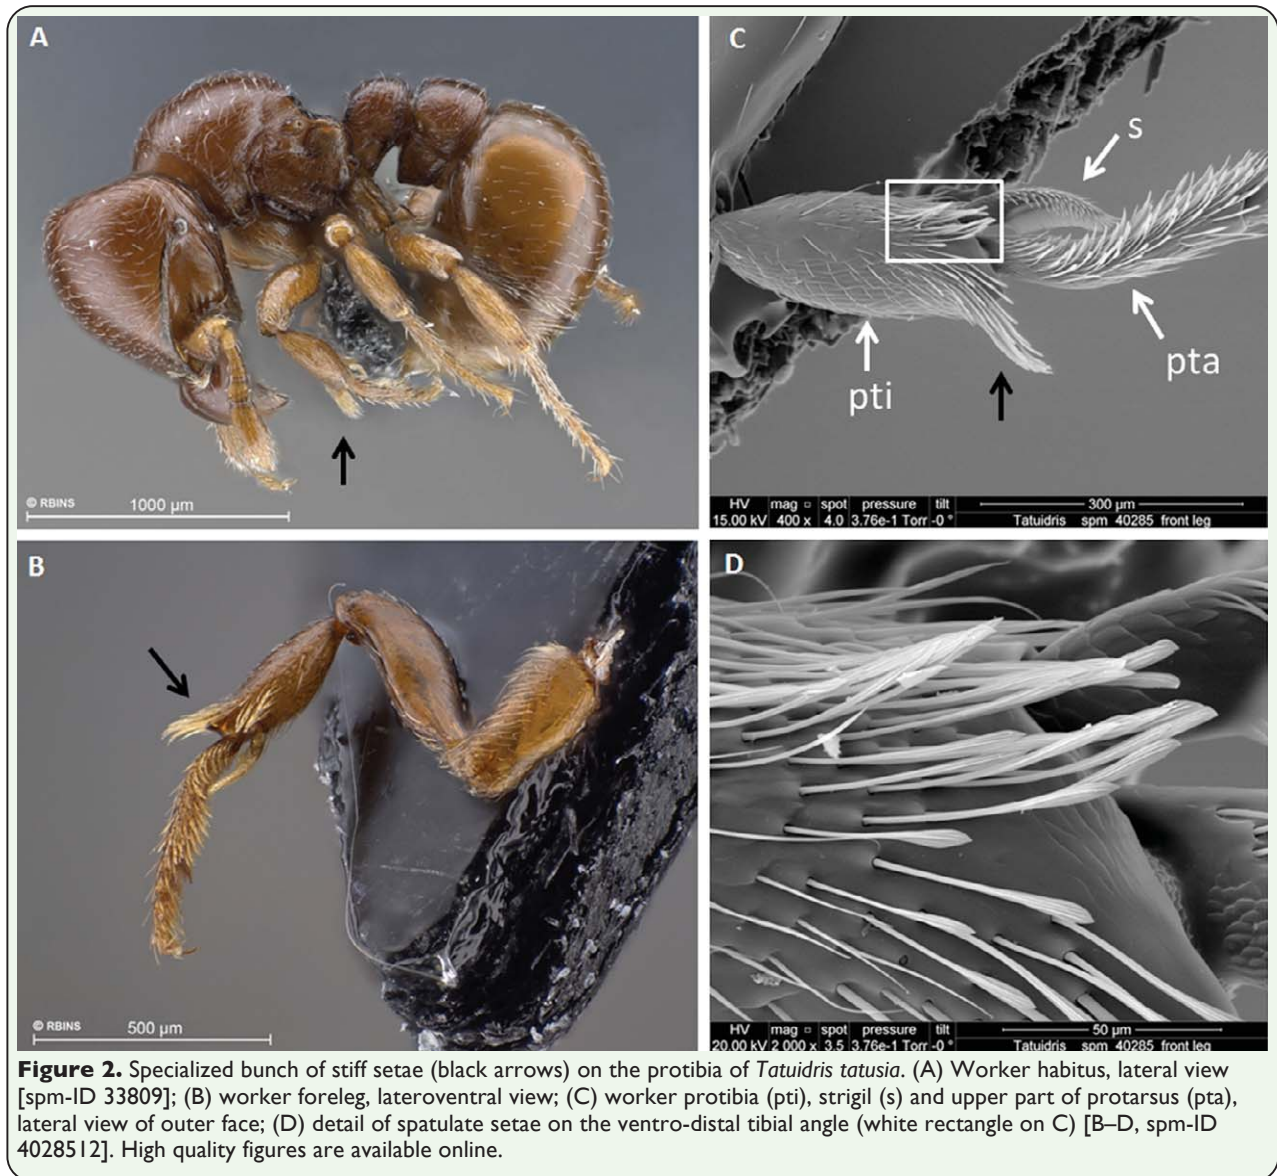 A
© RBINS
1000 µm
C
s
pti
pta
HV mag □ spot pressure tilt 300 µm
15.00 kV 400 x 4.0 3.76e-1 Torr -0 ° Tatuidris spm 40285 front leg
B
© RBINS
500 µm
D
HV mag □ spot pressure tilt 50 µm
20.00 kV 2 000 x 3.5 3.76e-1 Torr -0 ° Tatuidris spm 40285 front leg
Figure 2. Specialized bunch of stiff setae (black arrows) on the protibia of Tatuidris tatusia. (A) Worker habitus, lateral view
[spm-ID 33809]; (B) worker foreleg, lateroventral view; (C) worker protibia (pti), strigil (s) and upper part of protarsus (pta),
lateral view of outer face; (D) detail of spatulate setae on the ventro-distal tibial angle (white rectangle on C) [B–D, spm-ID
4028512]. High quality figures are available online.